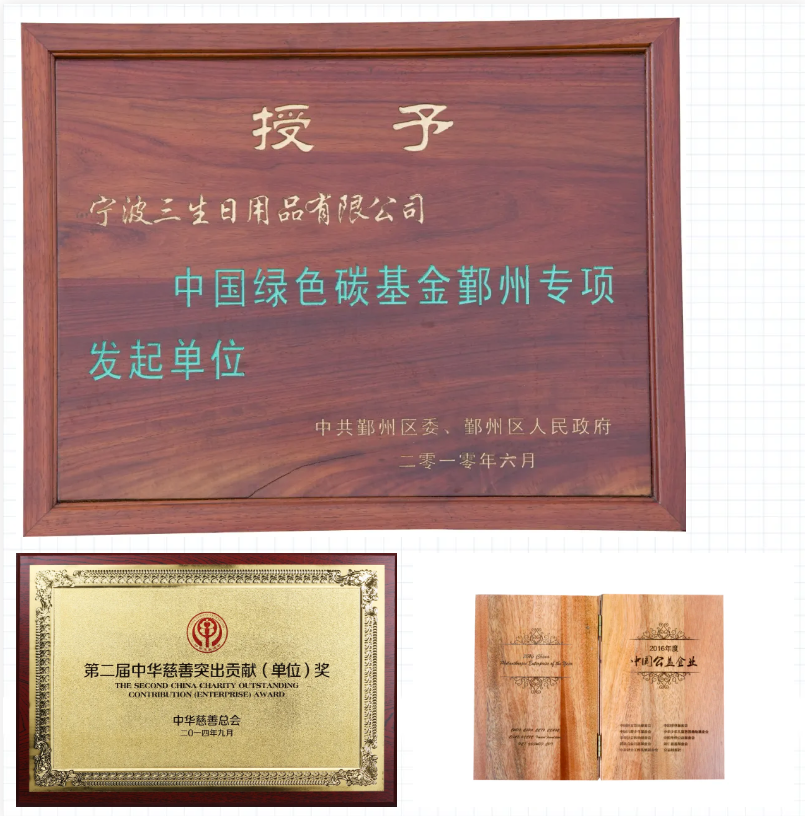 授 予
宁波三生日用品有限公司
中国绿色碳基金鄞州专项
发起单位
中共鄞州区委、鄞州区人民政府
二零一零年六月
第二届中华慈善突出贡献（单位）奖
THE SECOND CHINA CHARITY OUTSTANDING
CONTRIBUTION (ENTERPRISE) AWARD
中华慈善总会
二〇一四年九月
2016年度
中国公益企业